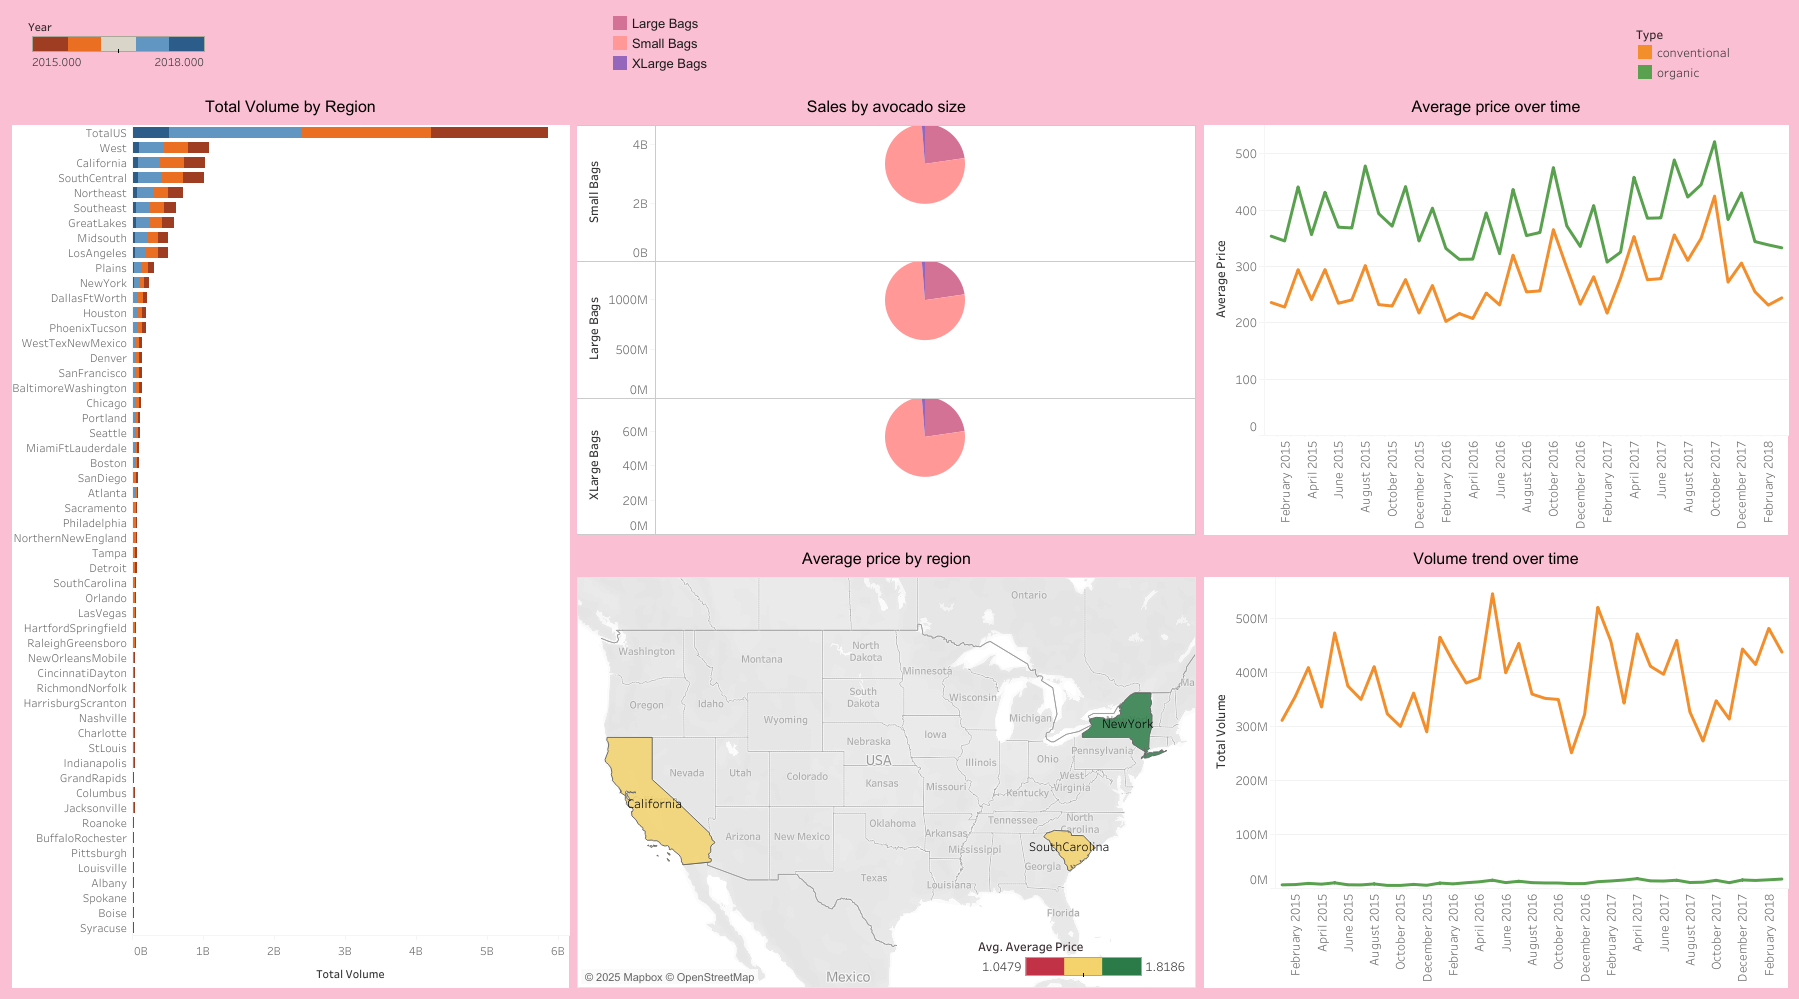 Year
2015.000 2018.000
Large Bags
Small Bags
XLarge Bags
Type
conventional
organic
Total Volume by Region
TotalUS
West
California
SouthCentral
Northeast
Southeast
GreatLakes
Midsouth
LosAngeles
Plains
NewYork
DallasFtWorth
Houston
PhoenixTucson
WestTexNewMexico
Denver
SanFrancisco
BaltimoreWashington
Chicago
Portland
Seattle
MiamiFtLauderdale
Boston
SanDiego
Atlanta
Sacramento
Philadelphia
NorthernNewEngland
Tampa
Detroit
SouthCarolina
Orlando
LasVegas
HartfordSpringfield
RaleighGreensboro
NewOrleansMobile
CincinnatiDayton
RichmondNorfolk
HarrisburgScranton
Nashville
Charlotte
StLouis
Indianapolis
GrandRapids
Columbus
Jacksonville
Roanoke
BuffaloRochester
Pittsburgh
Louisville
Albany
Spokane
Boise
Syracuse
0B 1B 2B 3B 4B 5B 6B
Total Volume
Sales by avocado size
Small Bags
4B
2B
0B
Large Bags
1000M
500M
0M
XLarge Bags
60M
40M
20M
0M
Average price by region
Ontario
Washington
Montana
North
Dakota
Minnesota
Oregon
Idaho
South
Dakota
Wisconsin
Michigan
Ma
Wyoming
NewYork
Nebraska
Iowa
Pennsylvania
USA
Illinois
Ohio
Nevada
Utah
Colorado
Kansas
Missouri
West
Virginia
Kentucky
California
Arizona
New Mexico
Oklahoma
Arkansas
Tennessee
North
Carolina
Mississippi
SouthCarolina
Georgia
Texas
Louisiana
Florida
Mexico
Avg. Average Price
1.0479 1.8186
© 2025 Mapbox © OpenStreetMap
Average price over time
Average Price
500
400
300
200
100
0
February 2015
April 2015
June 2015
August 2015
October 2015
December 2015
February 2016
April 2016
June 2016
August 2016
October 2016
December 2016
February 2017
April 2017
June 2017
August 2017
October 2017
December 2017
February 2018
Volume trend over time
Total Volume
500M
400M
300M
200M
100M
0M
February 2015
April 2015
June 2015
August 2015
October 2015
December 2015
February 2016
April 2016
June 2016
August 2016
October 2016
December 2016
February 2017
April 2017
June 2017
August 2017
October 2017
December 2017
February 2018